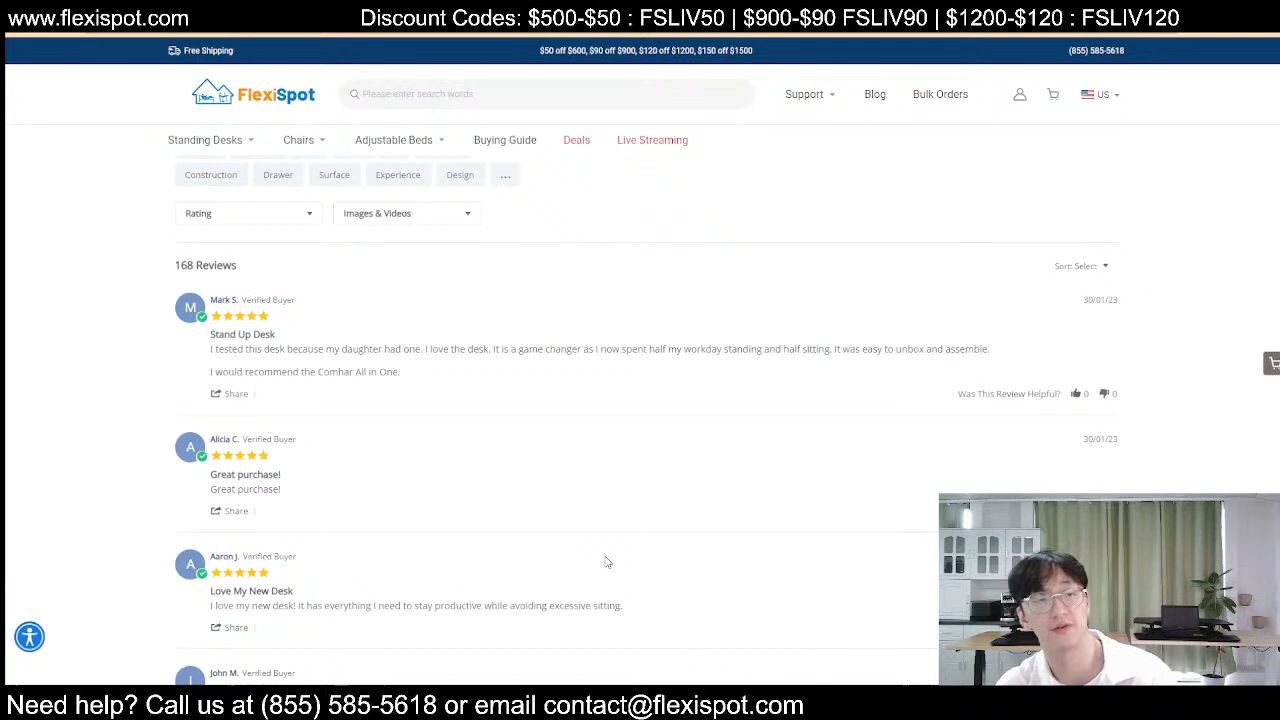 www.flexispot.com
Discount Codes: $500-$50 : FSLIV50 | $900-$90 FSLIV90 | $1200-$120 : FSLIV120
Free Shipping
$50 off $600, $90 off $900, $120 off $1200, $150 off $1500
(855) 585-5618
FlexiSpot
Please enter search words
Support
Blog
Bulk Orders
US
Standing Desks
Chairs
Adjustable Beds
Buying Guide
Deals
Live Streaming
Construction
Drawer
Surface
Experience
Design
...
Rating
Images & Videos
168 Reviews
Sort: Select
M
Mark S. Verified Buyer
30/01/23
Stand Up Desk
I tested this desk because my daughter had one. I love the desk. It is a game changer as I now spent half my workday standing and half sitting. It was easy to unbox and assemble.
I would recommend the Comhar All in One.
Share
Was This Review Helpful? 0 0
A
Alicia C. Verified Buyer
30/01/23
Great purchase!
Great purchase!
Share
A
Aaron J. Verified Buyer
Love My New Desk
I love my new desk! It has everything I need to stay productive while avoiding excessive sitting.
Share
John M. Verified Buyer
Need help? Call us at (855) 585-5618 or email contact@flexispot.com